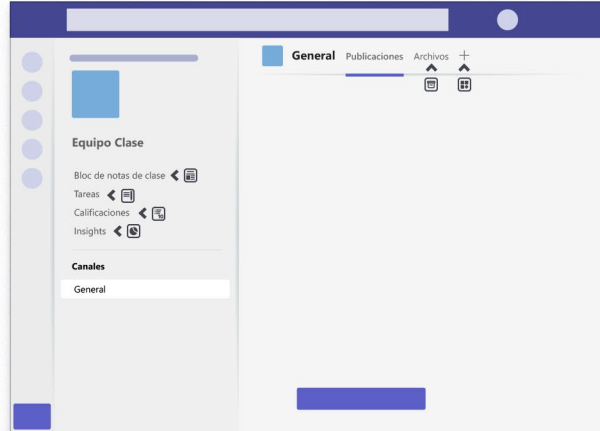 General Publicaciones Archivos +
Equipo Clase
Bloc de notas de clase
Tareas
Calificaciones
Insights
Canales
General